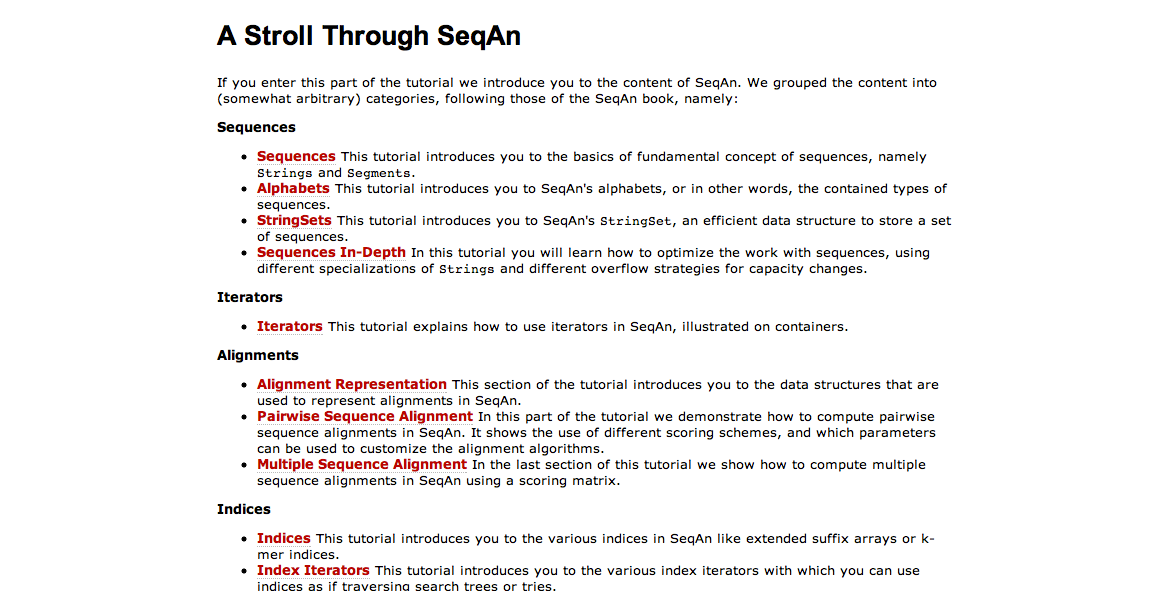 A Stroll Through SeqAn
If you enter this part of the tutorial we introduce you to the content of SeqAn. We grouped the content into
(somewhat arbitrary) categories, following those of the SeqAn book, namely:
Sequences
• Sequences This tutorial introduces you to the basics of fundamental concept of sequences, namely
Strings and Segments.
• Alphabets This tutorial introduces you to SeqAn's alphabets, or in other words, the contained types of
sequences.
• StringSets This tutorial introduces you to SeqAn's StringSet, an efficient data structure to store a set
of sequences.
• Sequences In-Depth In this tutorial you will learn how to optimize the work with sequences, using
different specializations of Strings and different overflow strategies for capacity changes.
Iterators
• Iterators This tutorial explains how to use iterators in SeqAn, illustrated on containers.
Alignments
• Alignment Representation This section of the tutorial introduces you to the data structures that are
used to represent alignments in SeqAn.
• Pairwise Sequence Alignment In this part of the tutorial we demonstrate how to compute pairwise
sequence alignments in SeqAn. It shows the use of different scoring schemes, and which parameters
can be used to customize the alignment algorithms.
• Multiple Sequence Alignment In the last section of this tutorial we show how to compute multiple
sequence alignments in SeqAn using a scoring matrix.
Indices
• Indices This tutorial introduces you to the various indices in SeqAn like extended suffix arrays or k-
mer indices.
• Index Iterators This tutorial introduces you to the various index iterators with which you can use
indices as if traversing search trees or tries.